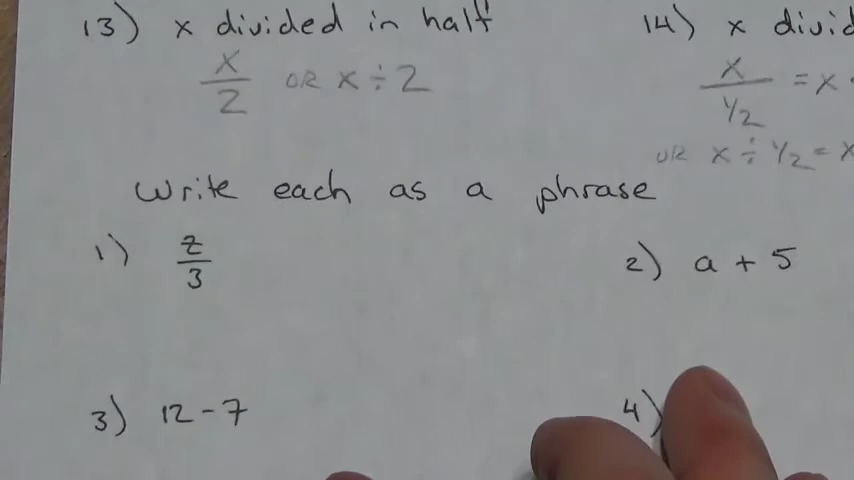 13) x divided in half
x/2 OR x ÷ 2
14) x divid
x/(1/2) = x
OR x ÷ 1/2 = x
Write each as a phrase
1) z/3
2) a + 5
3) 12 - 7
4)